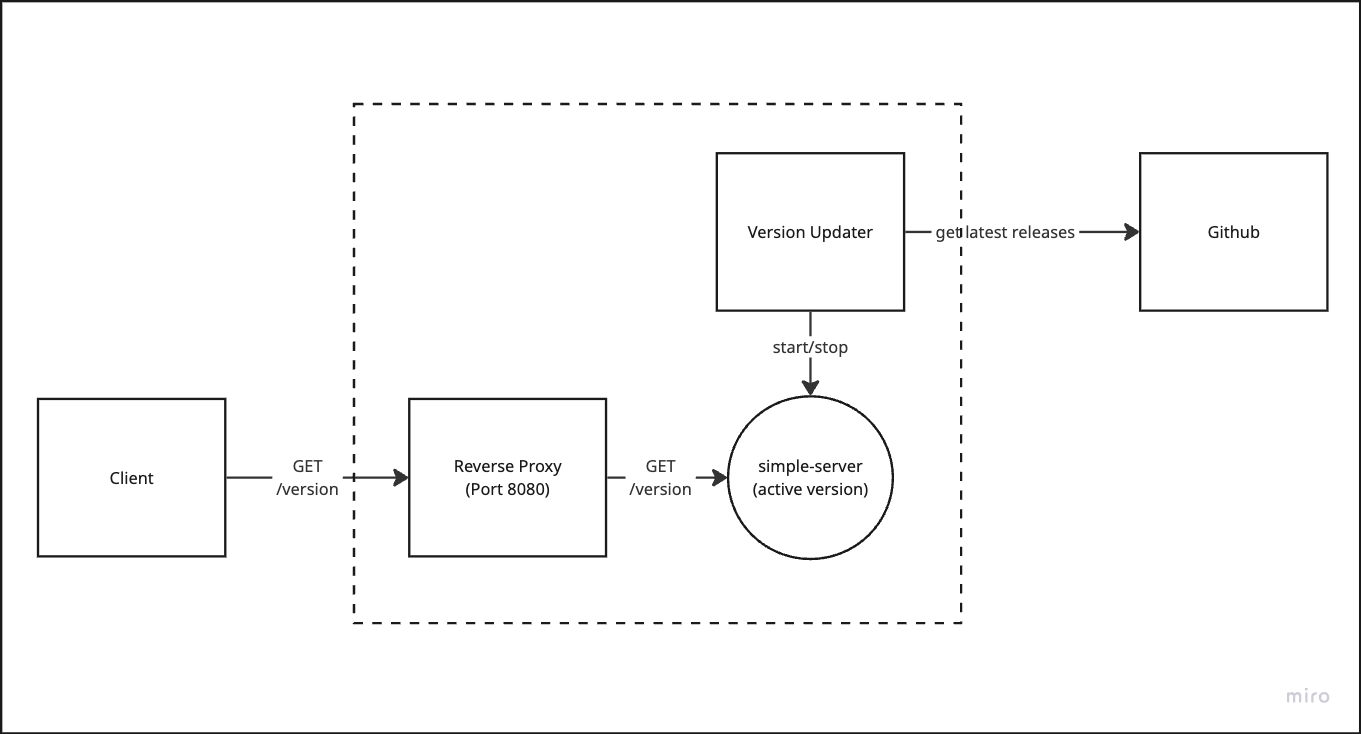 Version Updater
get latest releases
Github
start/stop
Client
GET
/version
Reverse Proxy
(Port 8080)
GET
/version
simple-server
(active version)
miro